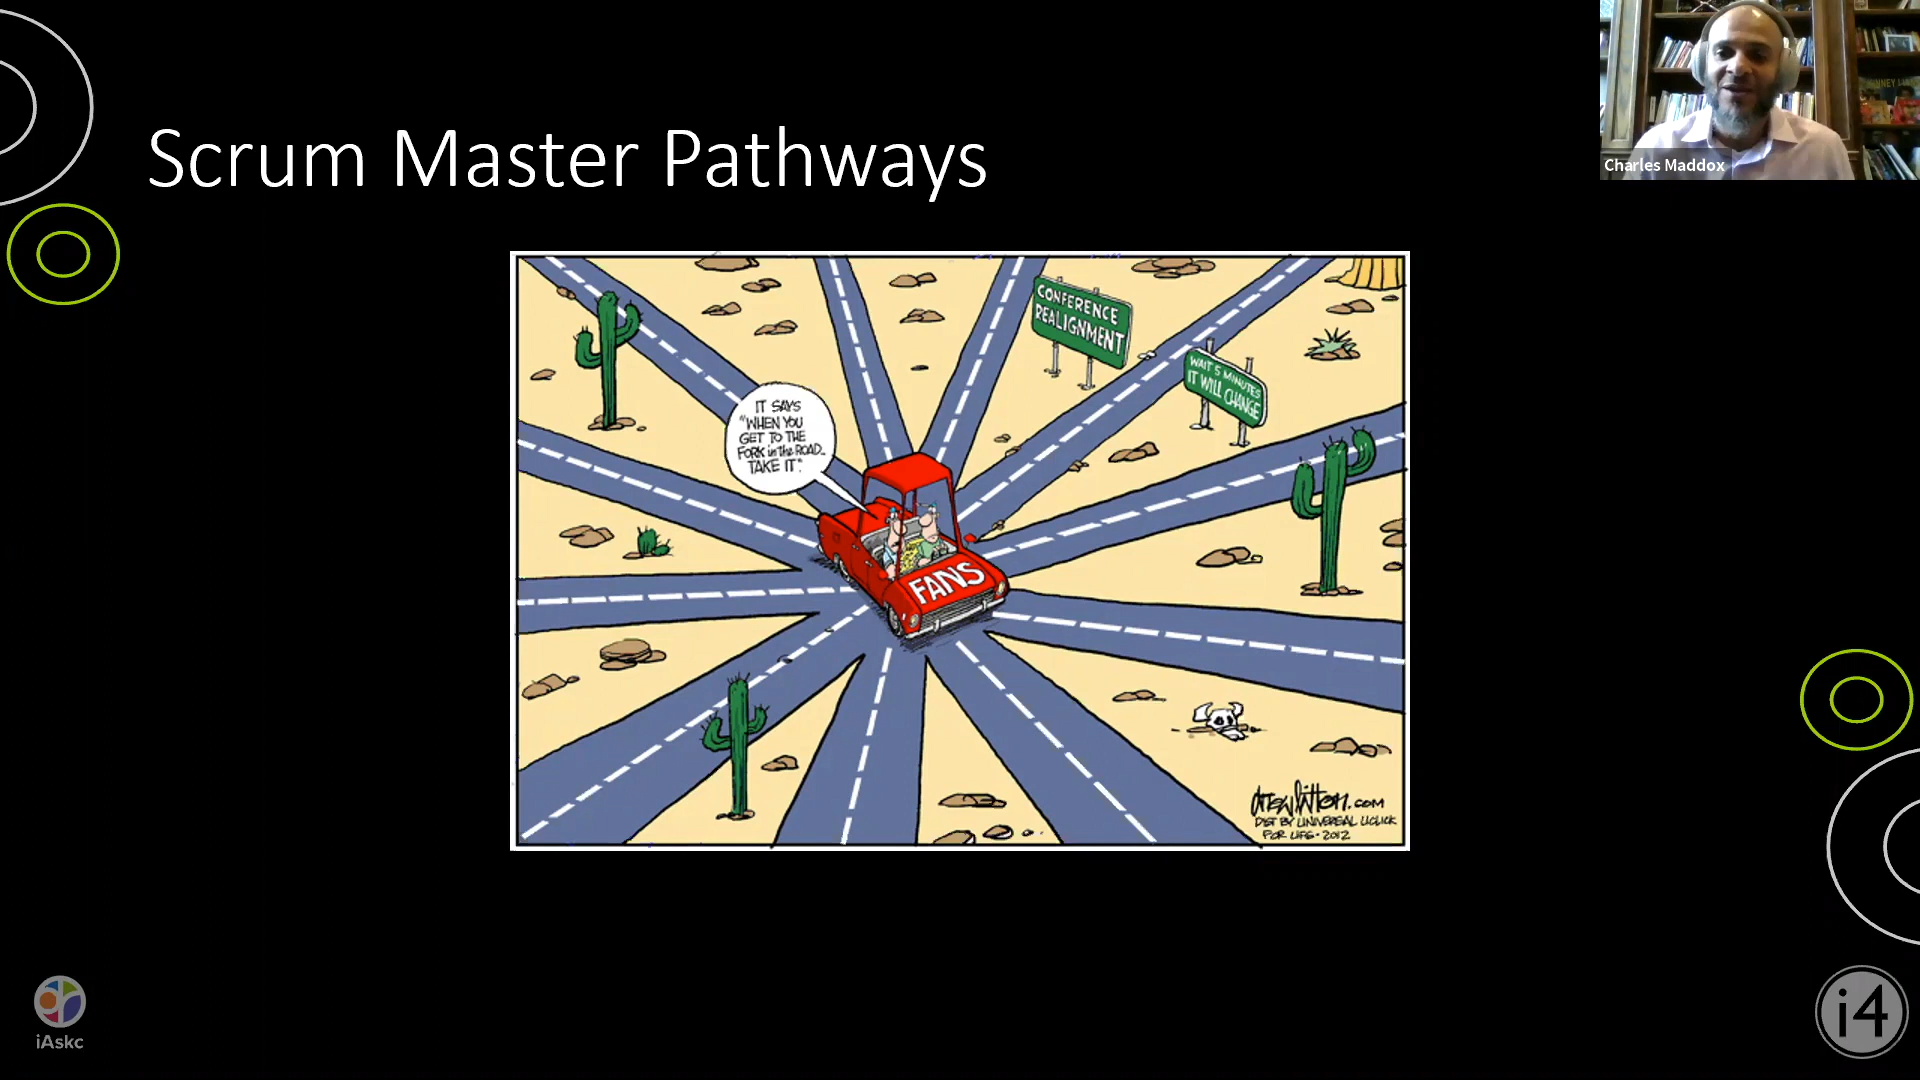 Charles Maddox
Scrum Master Pathways
CONFERENCE
REALIGNMENT
WAIT 5 MINUTES
IT WILL CHANGE
IT SAYS
"WHEN YOU
GET TO THE
FORK in the ROAD..
TAKE IT".
FANS
drewlitton.com
DIST BY UNIVERSAL UCLICK
FOR UFS • 2012
iAskc
i4